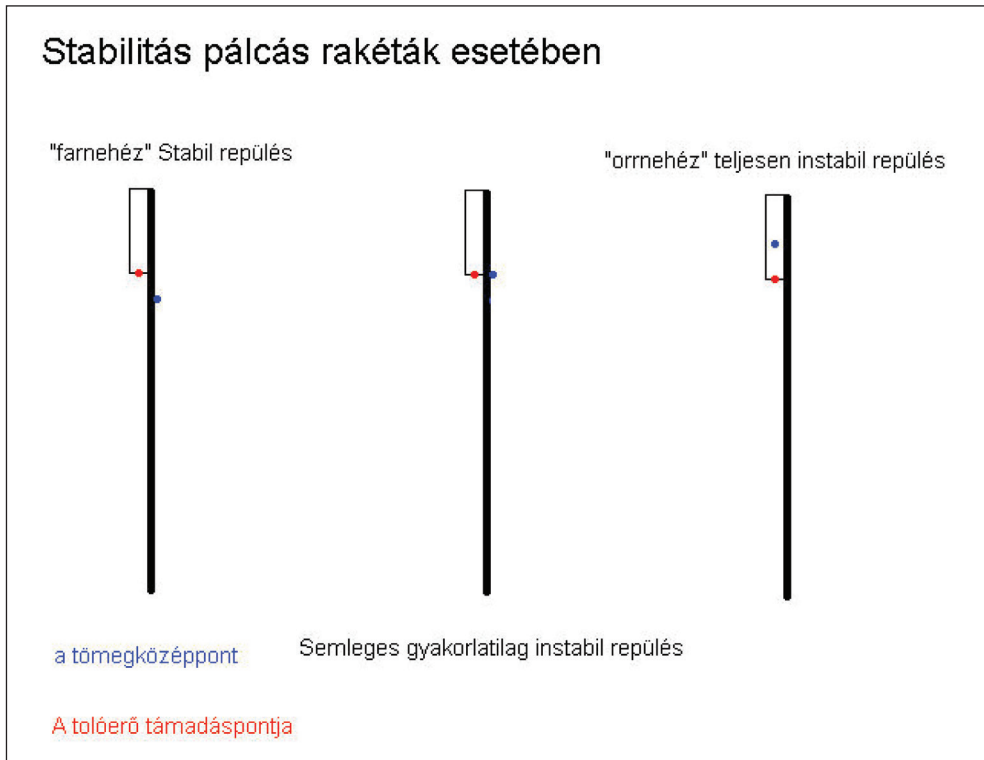 Stabilitás pálcás rakéták esetében
"farnehéz" Stabil repülés
"orrnehéz" teljesen instabil repülés
a tömegközéppont
Semleges gyakorlatilag instabil repülés
A tolóerő támadáspontja